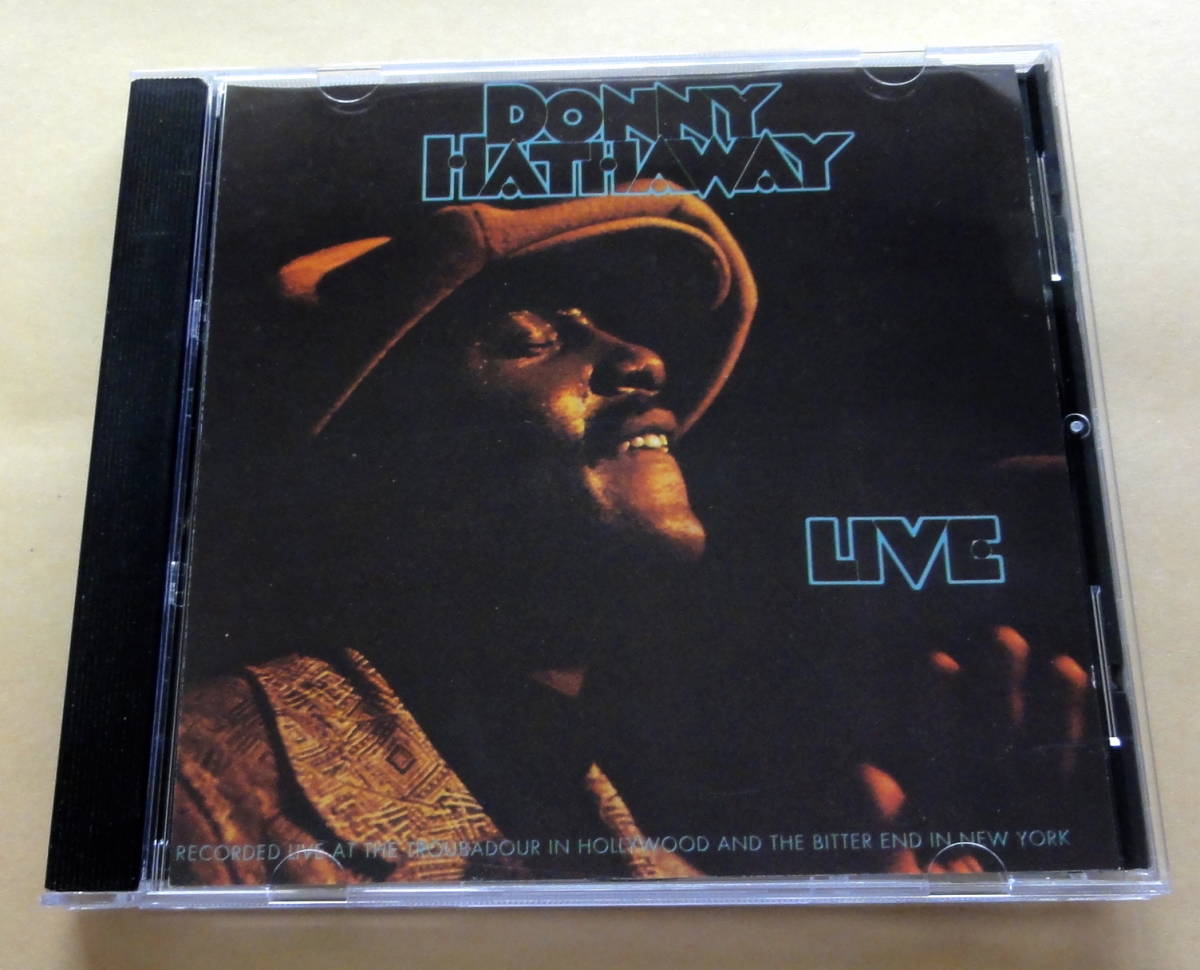 DONNY
HATHAWAY
LIVE
RECORDED LIVE AT THE TROUBADOUR IN HOLLYWOOD AND THE BITTER END IN NEW YORK